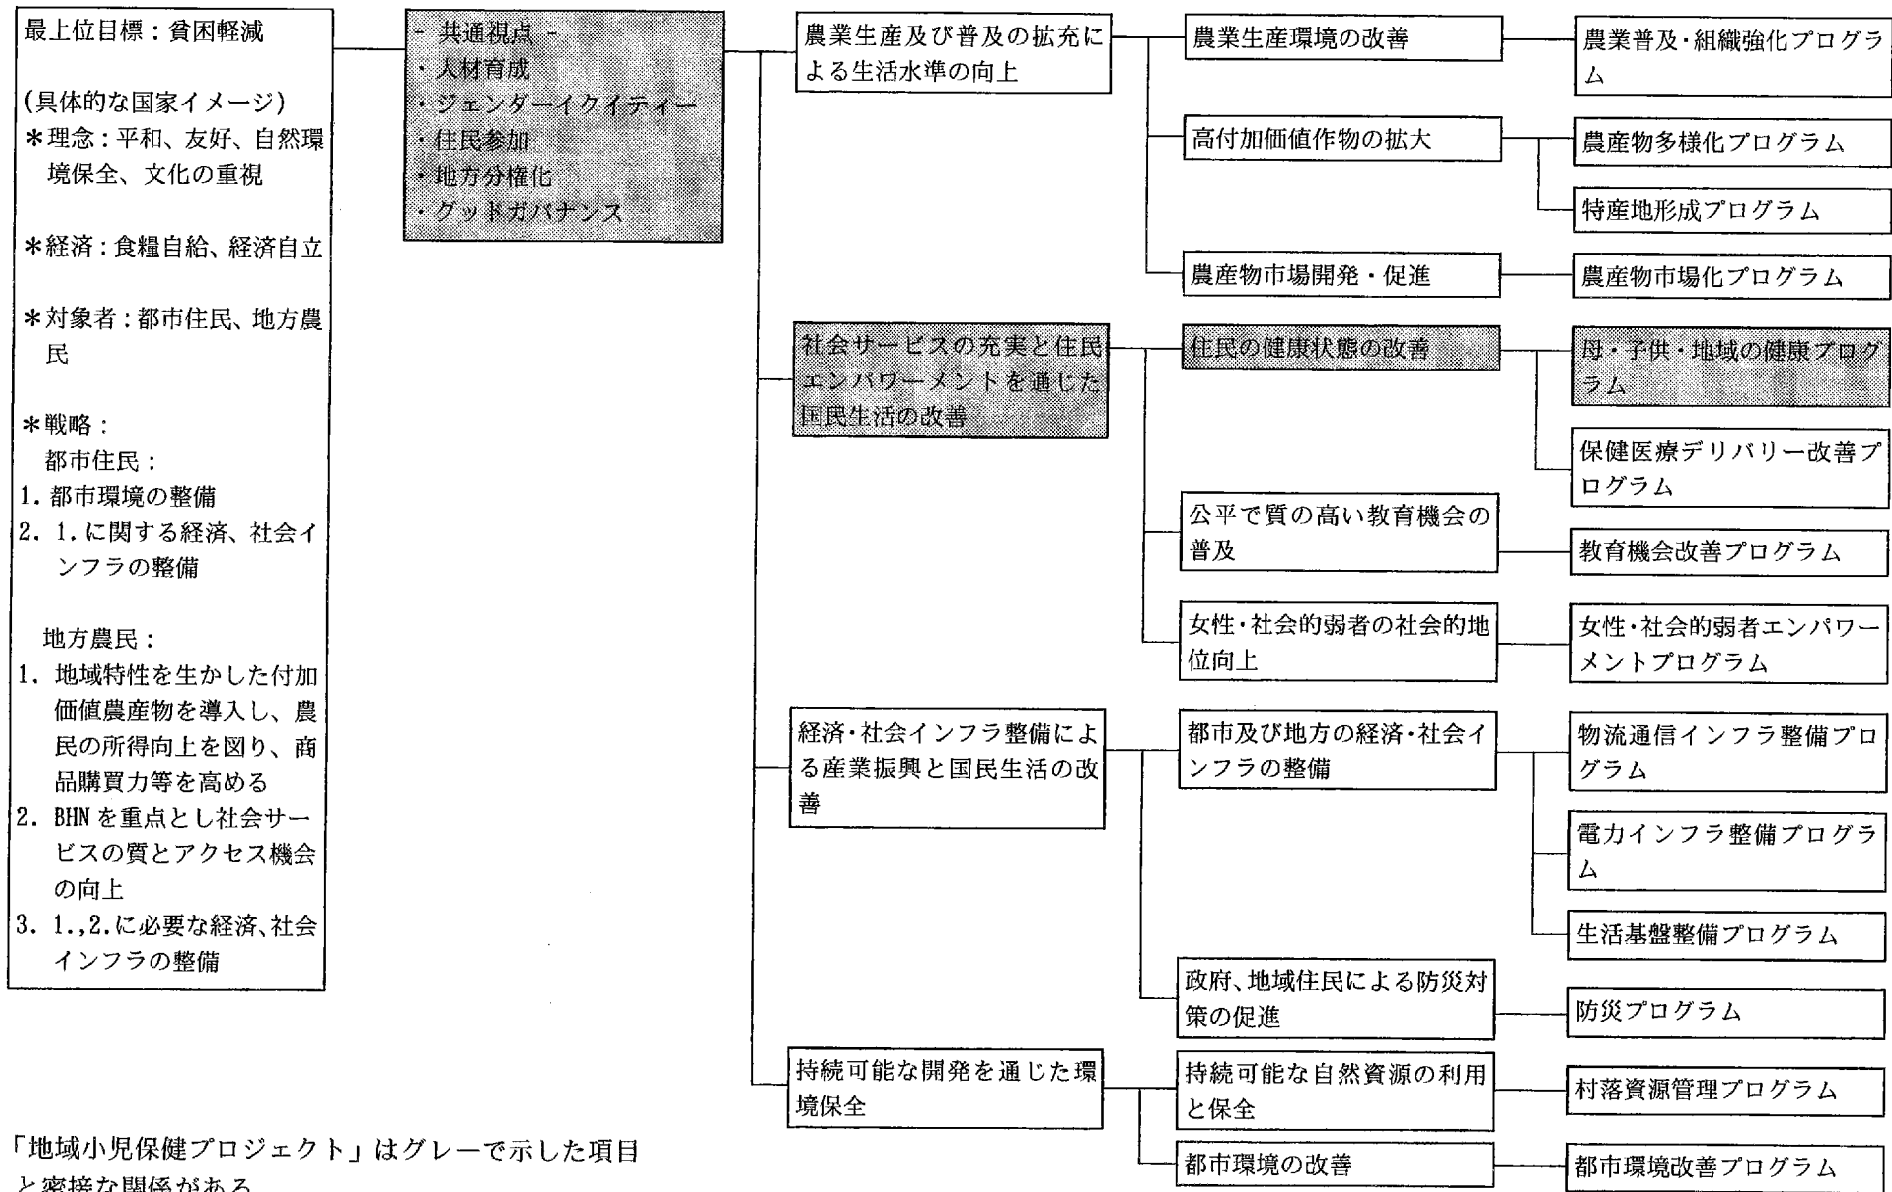 最上位目標：貧困軽減
(具体的な国家イメージ)
＊理念：平和、友好、自然環
境保全、文化の重視
＊経済：食糧自給、経済自立
＊対象者：都市住民、地方農
民
＊戦略：
都市住民：
1. 都市環境の整備
2. 1.に関する経済、社会イ
ンフラの整備
地方農民：
1. 地域特性を生かした付加
価値農産物を導入し、農
民の所得向上を図り、商
品購買力等を高める
2. BHNを重点とし社会サー
ビスの質とアクセス機会
の向上
3. 1.,2.に必要な経済、社会
インフラの整備
- 共通視点 -
・人材育成
・ジェンダーイクイティー
・住民参加
・地方分権化
・グッドガバナンス
農業生産及び普及の拡充に
よる生活水準の向上
農業生産環境の改善
農業普及・組織強化プログラ
ム
高付加価値作物の拡大
農産物多様化プログラム
特産地形成プログラム
農産物市場開発・促進
農産物市場化プログラム
社会サービスの充実と住民
エンパワーメントを通じた
国民生活の改善
住民の健康状態の改善
母・子供・地域の健康プログ
ラム
保健医療デリバリー改善プ
ログラム
公平で質の高い教育機会の
普及
教育機会改善プログラム
女性・社会的弱者の社会的地
位向上
女性・社会的弱者エンパワー
メントプログラム
経済・社会インフラ整備によ
る産業振興と国民生活の改
善
都市及び地方の経済・社会イ
ンフラの整備
物流通信インフラ整備プロ
グラム
電力インフラ整備プログラ
ム
生活基盤整備プログラム
政府、地域住民による防災対
策の促進
防災プログラム
持続可能な開発を通じた環
境保全
持続可能な自然資源の利用
と保全
村落資源管理プログラム
都市環境の改善
都市環境改善プログラム
「地域小児保健プロジェクト」はグレーで示した項目
と密接な関係がある